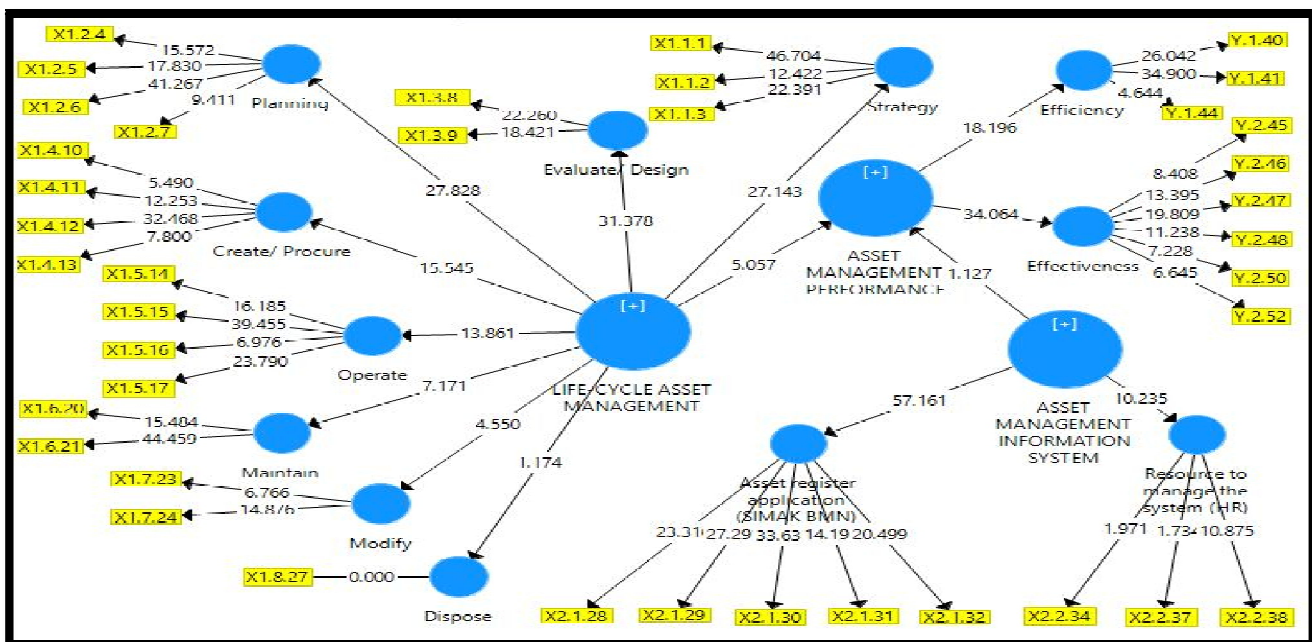 X1.2.4
X1.2.5
X1.2.6
X1.2.7
15.572
17.830
41.267
9.411
Planning
X1.4.10
X1.4.11
X1.4.12
X1.4.13
5.490
12.253
32.468
7.800
Create/ Procure
X1.5.14
X1.5.15
X1.5.16
X1.5.17
16.185
39.455
6.976
23.790
Operate
X1.6.20
X1.6.21
15.484
44.459
Maintain
X1.7.23
X1.7.24
6.766
14.876
Modify
X1.8.27
0.000
Dispose
X1.3.8
X1.3.9
22.260
18.421
Evaluate/ Design
X1.1.1
X1.1.2
X1.1.3
46.704
12.422
22.391
Strategy
27.828
31.378
27.143
15.545
13.861
7.171
4.550
1.174
5.057
[+]
LIFE-CYCLE ASSET
MANAGEMENT
[+]
ASSET
MANAGEMENT
PERFORMANCE
18.196
34.064
1.127
Efficiency
26.042
34.900
4.644
Y.1.40
Y.1.41
Y.1.44
Effectiveness
8.408
13.395
19.809
11.238
7.228
6.645
Y.2.45
Y.2.46
Y.2.47
Y.2.48
Y.2.50
Y.2.52
[+]
ASSET
MANAGEMENT
INFORMATION
SYSTEM
57.161
10.235
Asset register
application
(SIMAK BMN)
23.31
27.29
33.63
14.19
20.499
X2.1.28
X2.1.29
X2.1.30
X2.1.31
X2.1.32
Resource to
manage the
system (HR)
1.971
1.73
10.875
X2.2.34
X2.2.37
X2.2.38